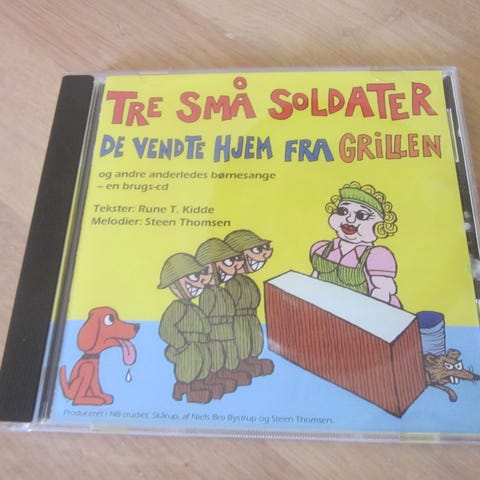 TRE SMÅ SOLDATER
DE VENDTE HJEM FRA GRILLEN
og andre anderledes børnesange
– en brugs-cd
Tekster: Rune T. Kidde
Melodier: Steen Thomsen
Produceret i NB-studiet, Skårup, af Niels Bro Bystrup og Steen Thomsen.